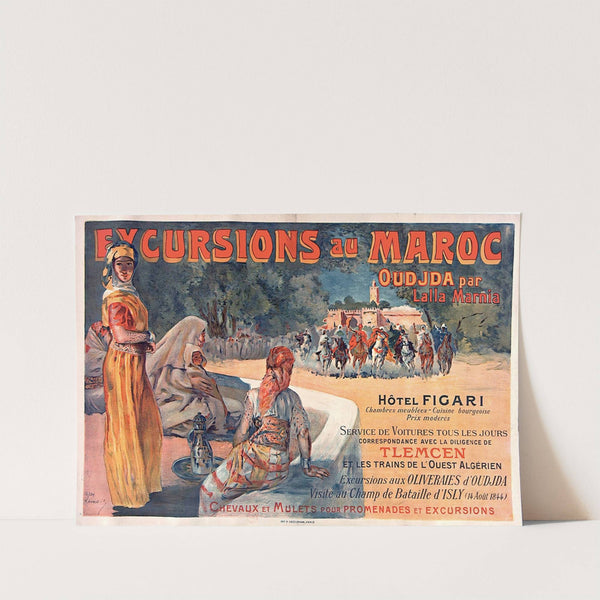 EXCURSIONS au MAROC
OUDJDA par
Lalla Marnia
HÔTEL FIGARI
Chambres meublées - Cuisine bourgeoise
Prix modérés
SERVICE DE VOITURES TOUS LES JOURS
CORRESPONDANCE AVEC LA DILIGENCE DE
TLEMCEN
ET LES TRAINS DE L'OUEST ALGÉRIEN
Excursions aux OLIVERAIES d'OUDJDA
Visite au Champ de Bataille d'ISLY (14 Août 1844)
CHEVAUX ET MULETS POUR PROMENADES ET EXCURSIONS